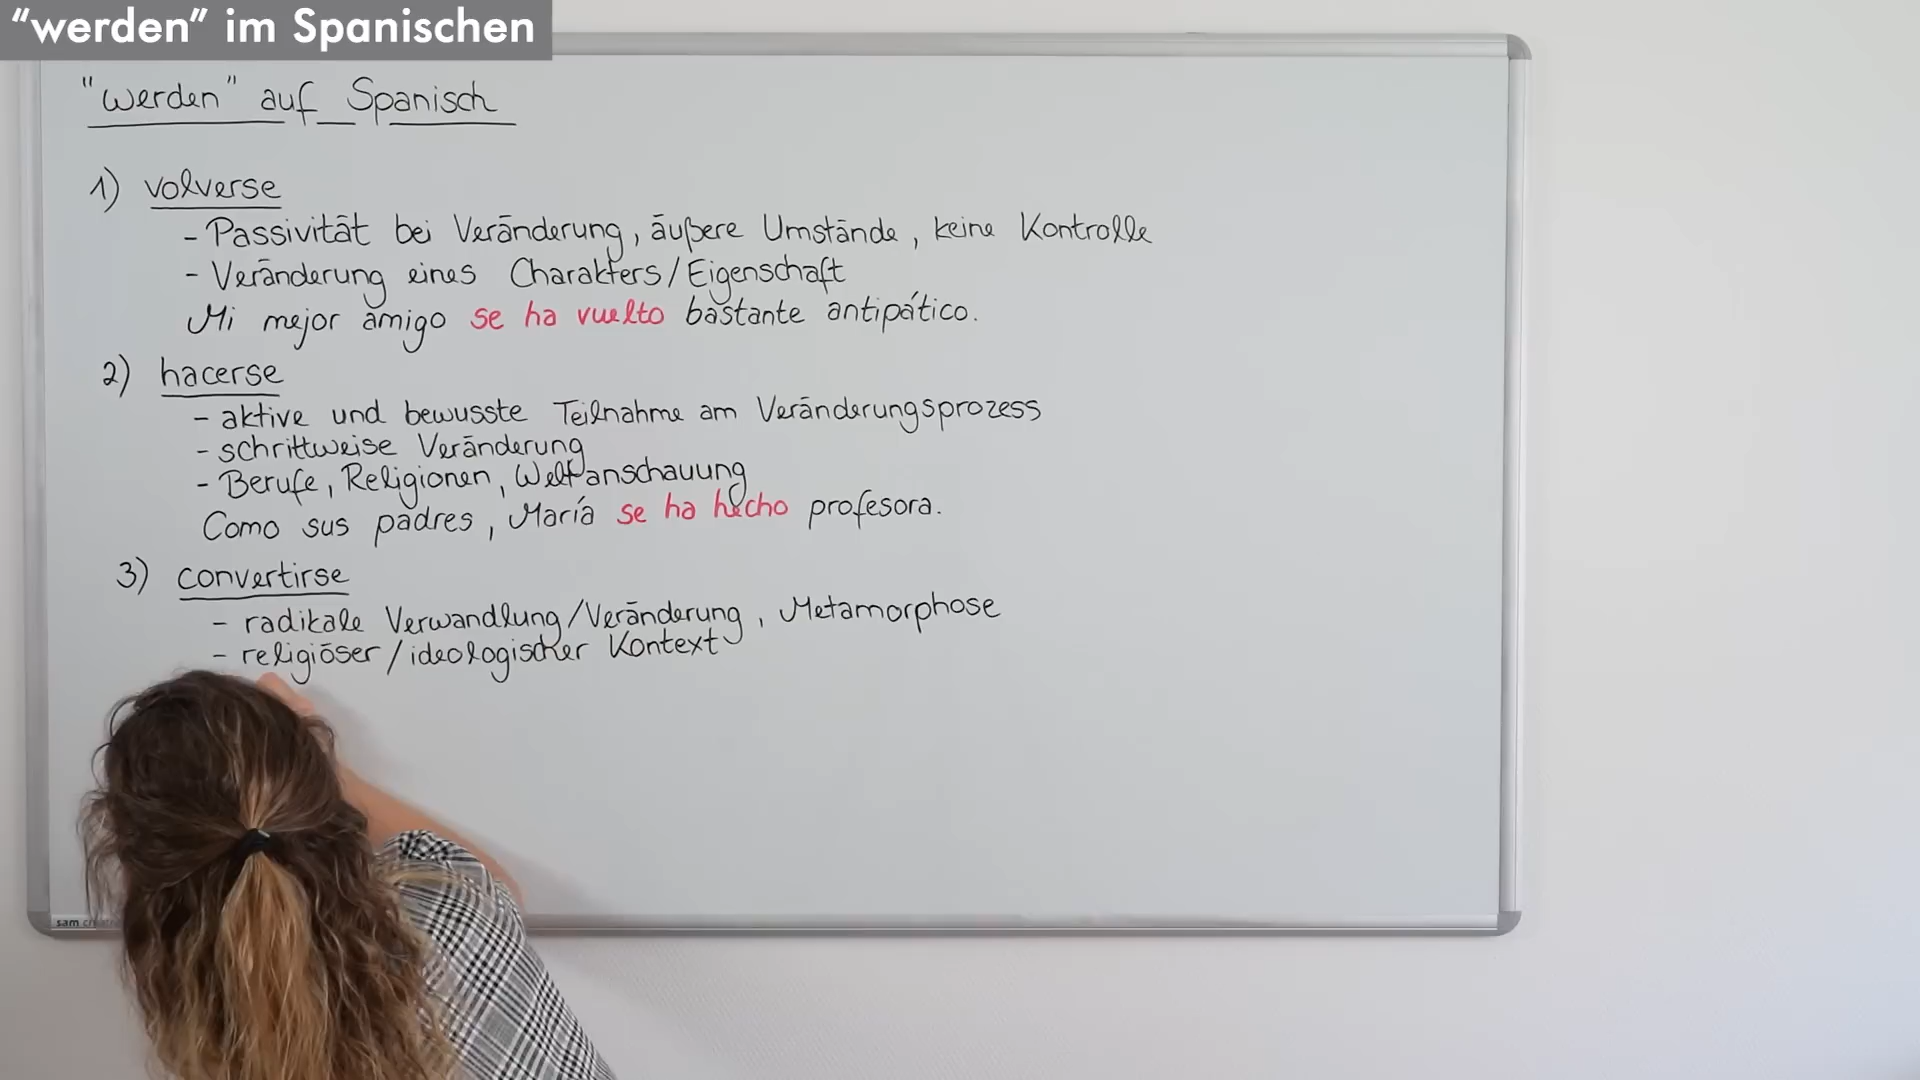 “werden” im Spanischen
"werden" auf Spanisch
1) volverse
- Passivität bei Veränderung, äußere Umstände, keine Kontrolle
- Veränderung eines Charakters/Eigenschaft
Mi mejor amigo se ha vuelto bastante antipático.
2) hacerse
- aktive und bewusste Teilnahme am Veränderungsprozess
- schrittweise Veränderung
- Berufe, Religionen, Weltanschauung
Como sus padres, María se ha hecho profesora.
3) convertirse
- radikale Verwandlung/Veränderung, Metamorphose
- religiöser/ideologischer Kontext
sam